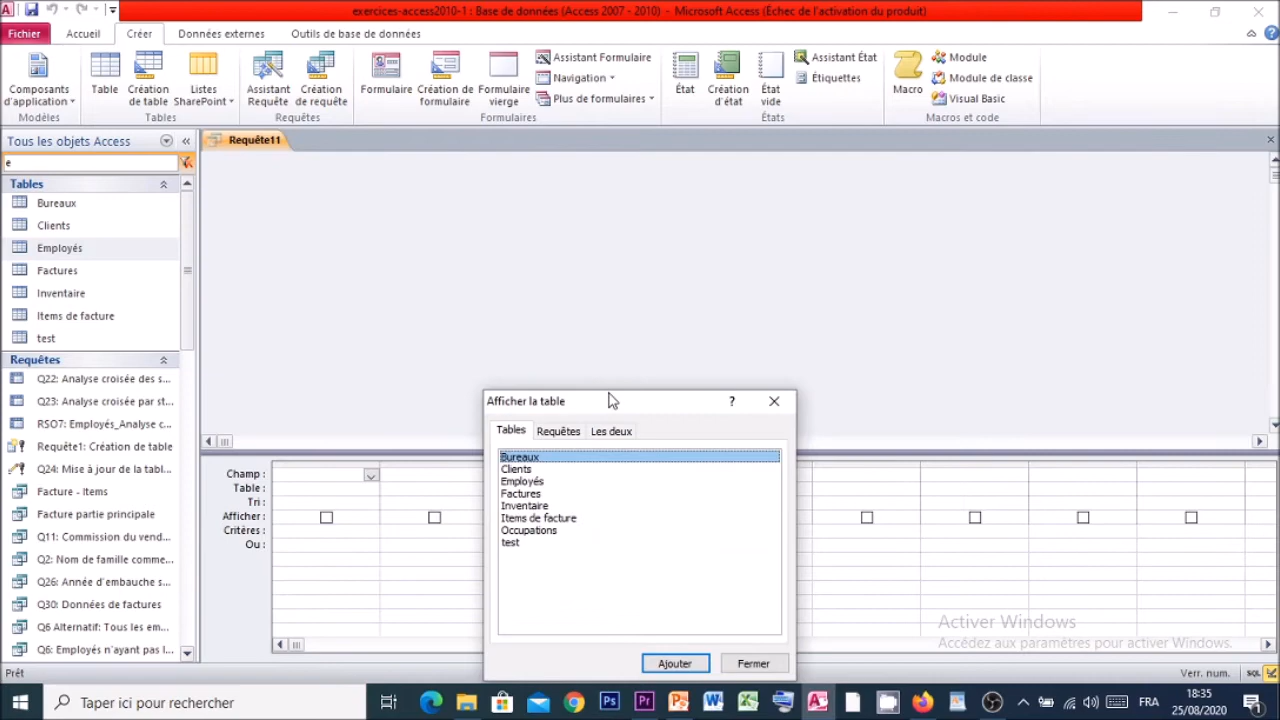 exercices-access2010-1 : Base de données (Access 2007 - 2010) - Microsoft Access (Échec de l'activation du produit)
Fichier Accueil Créer Données externes Outils de base de données
Composants d'application
Modèles
Table
Création de table
Listes SharePoint
Tables
Assistant Requête
Création de requête
Requêtes
Formulaire
Création de formulaire
Formulaire vierge
Assistant Formulaire
Navigation
Plus de formulaires
Formulaires
État
Création d'état
État vide
Assistant État
Étiquettes
États
Macro
Module
Module de classe
Visual Basic
Macros et code
Tous les objets Access
e
Tables
Bureaux
Clients
Employés
Factures
Inventaire
Items de facture
test
Requêtes
Q22: Analyse croisée des s...
Q23: Analyse croisée par st...
RSO7: Employés_Analyse c...
Requête1: Création de table
Q24: Mise à jour de la tabl...
Facture - Items
Facture partie principale
Q11: Commission du vend...
Q2: Nom de famille comme...
Q26: Année d'embauche s...
Q30: Données de factures
Q6 Alternatif: Tous les em...
Q6: Employés n'ayant pas l...
Requête11
Champ :
Table :
Tri :
Afficher :
Critères :
Ou :
Afficher la table
?
Tables Requêtes Les deux
Bureaux
Clients
Employés
Factures
Inventaire
Items de facture
Occupations
test
Ajouter Fermer
Activer Windows
Accédez aux paramètres pour activer Windows.
Prêt
Verr. num.
SQL
Taper ici pour rechercher
FRA
18:35
25/08/2020